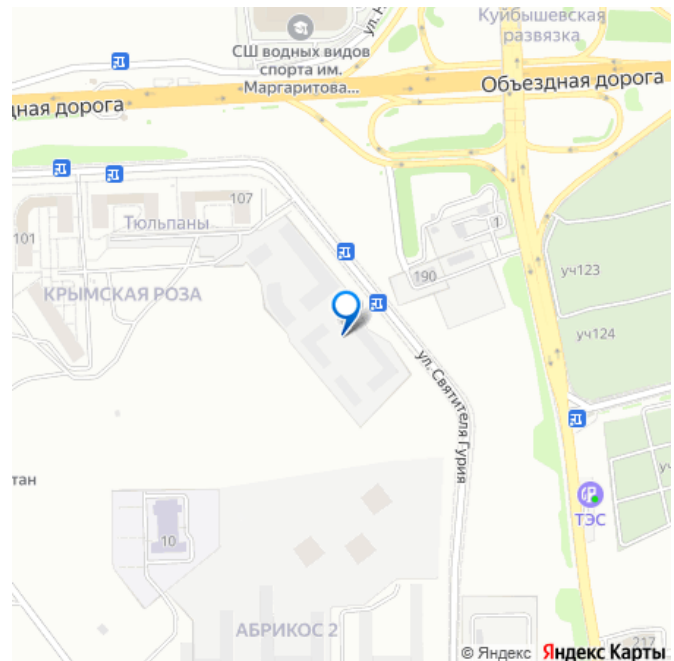 Куйбышевская
развязка
ул. Н
СШ водных видов
спорта им.
Маргаритова...
Объездная дорога
дная дорога
107
Тюльпаны
101
1
190
уч123
КРЫМСКАЯ РОЗА
уч124
ул. Святителя Гурия
тан
ТЭС
10
АБРИКОС 2
217
© Яндекс Яндекс Карты